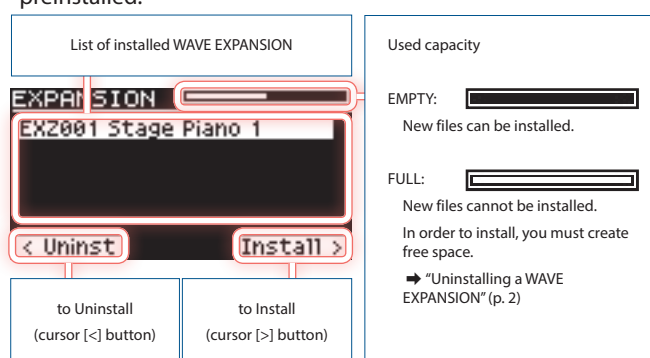 preinstalled.
List of installed WAVE EXPANSION
EXPANSION
EXZ001 Stage Piano 1
< Uninst
Install >
to Uninstall
(cursor [<] button)
to Install
(cursor [>] button)
Used capacity
EMPTY:
New files can be installed.
FULL:
New files cannot be installed.
In order to install, you must create
free space.
➡ “Uninstalling a WAVE
EXPANSION” (p. 2)